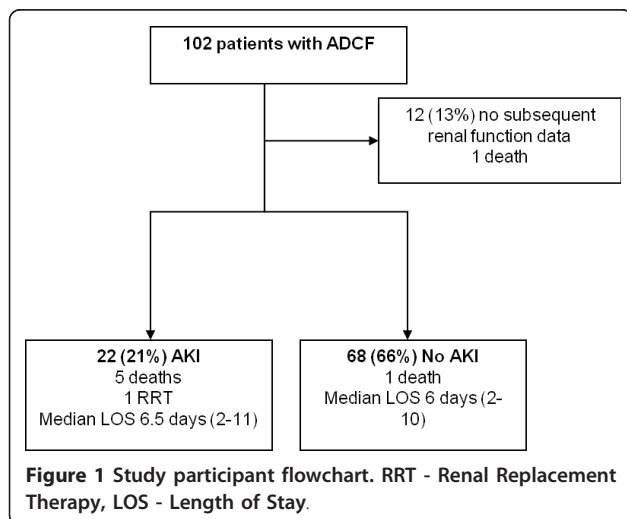 102 patients with ADCF
12 (13%) no subsequent
renal function data
1 death
22 (21%) AKI
5 deaths
1 RRT
Median LOS 6.5 days (2-11)
68 (66%) No AKI
1 death
Median LOS 6 days (2-
10)
Figure 1 Study participant flowchart. RRT - Renal Replacement
Therapy, LOS - Length of Stay.